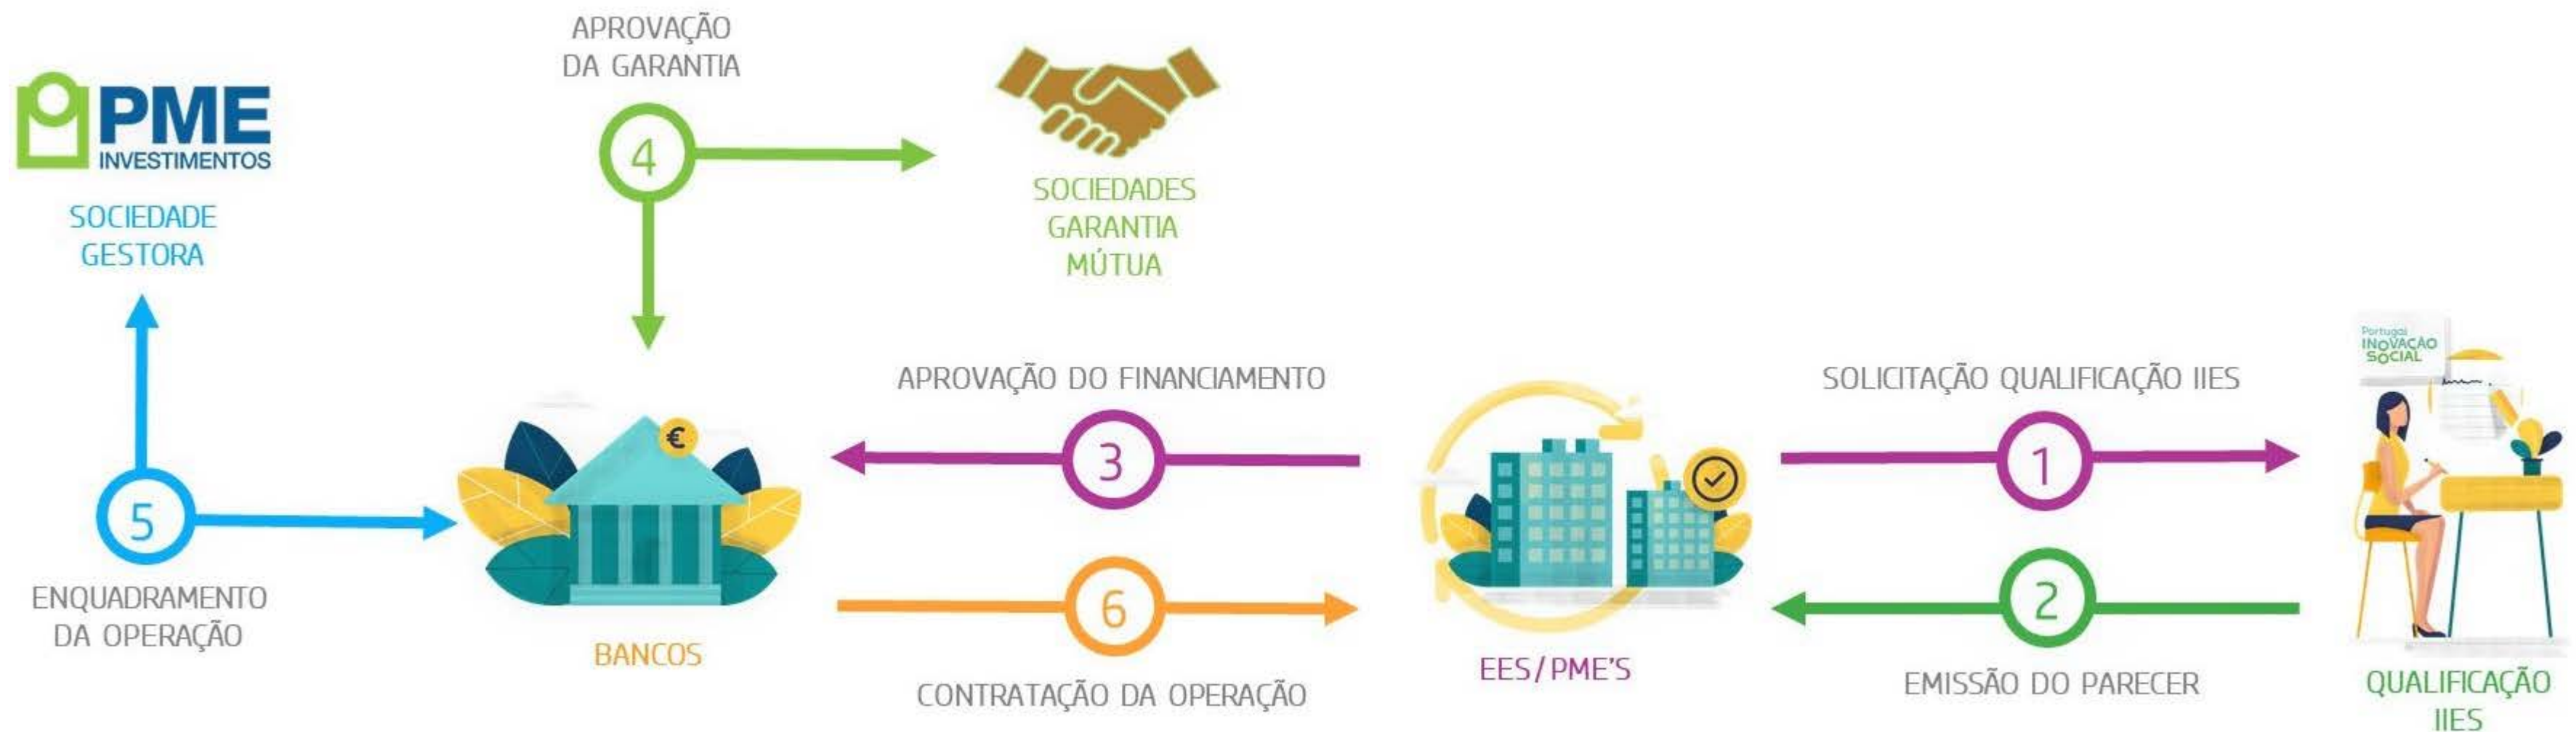 APROVAÇÃO
DA GARANTIA
4
PME
INVESTIMENTOS
SOCIEDADE
GESTORA
SOCIEDADES
GARANTIA
MÚTUA
5
ENQUADRAMENTO
DA OPERAÇÃO
€
BANCOS
APROVAÇÃO DO FINANCIAMENTO
3
6
CONTRATAÇÃO DA OPERAÇÃO
EES/PME'S
SOLICITAÇÃO QUALIFICAÇÃO IIES
1
2
EMISSÃO DO PARECER
Portugal
INOVAÇÃO
SOCIAL
QUALIFICAÇÃO
IIES